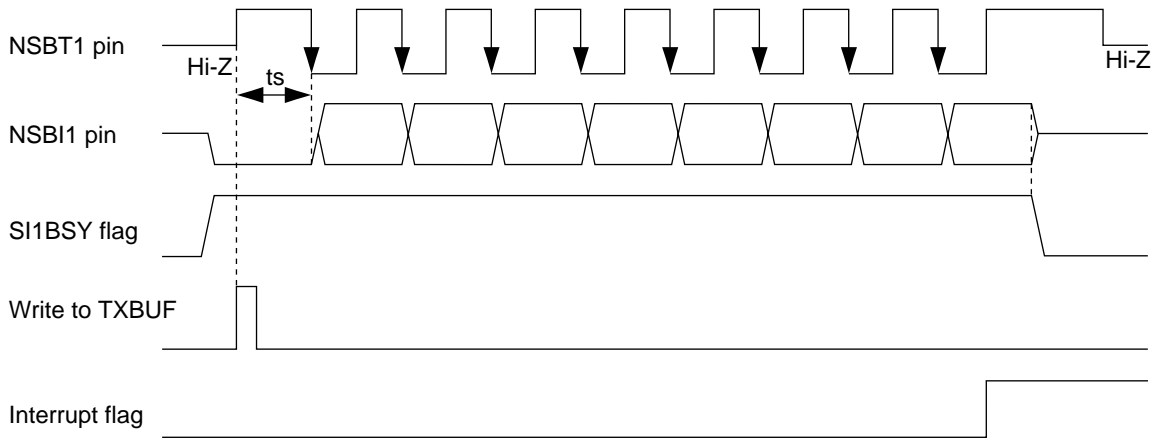 NSBT1 pin
Hi-Z
Hi-Z
ts
NSBI1 pin
SI1BSY flag
Write to TXBUF
Interrupt flag